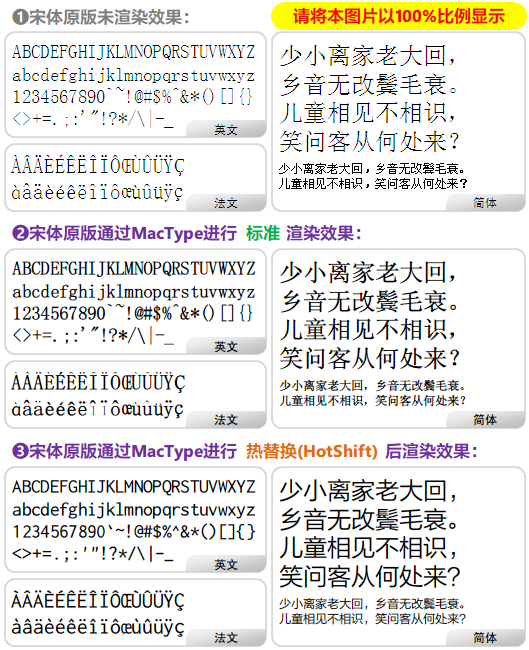 ❶宋体原版未渲染效果：
请将本图片以100%比例显示
ABCDEFGHIJKLMNOPQRSTUVWXYZ
abcdefghijklmnopqrstuvwxyz
1234567890`~!@#$%^&*()[]{}
<>+=.;:'"!?*/\|-_
英文
ÀÂÄÈÉÊËÎÏÔŒÙÛÜŸÇ
àâäèéêëîïôœùûüÿç
法文
少小离家老大回，
乡音无改鬓毛衰。
儿童相见不相识，
笑问客从何处来？
少小离家老大回，乡音无改鬓毛衰。
儿童相见不相识，笑问客从何处来？
简体
❷宋体原版通过MacType进行 标准 渲染效果：
ABCDEFGHIJKLMNOPQRSTUVWXYZ
abcdefghijklmnopqrstuvwxyz
1234567890`~!@#$%^&*()[]{}
<>+=.;:'"!?*/\|-_
英文
ÀÂÄÈÉÊËÎÏÔŒÙÛÜŸÇ
àâäèéêëîïôœùûüÿç
法文
少小离家老大回，
乡音无改鬓毛衰。
儿童相见不相识，
笑问客从何处来？
少小离家老大回，乡音无改鬓毛衰。
儿童相见不相识，笑问客从何处来？
简体
❸宋体原版通过MacType进行 热替换(HotShift) 后渲染效果：
ABCDEFGHIJKLMNOPQRSTUVWXYZ
abcdefghijklmnopqrstuvwxyz
1234567890`~!@#$%^&*()[]{}
<>+=.;:'"!?*/\|-_
英文
ÀÂÄÈÉÊËÎÏÔŒÙÛÜŸÇ
àâäèéêëîïôœùûüÿç
法文
少小离家老大回，
乡音无改鬓毛衰。
儿童相见不相识，
笑问客从何处来？
少小离家老大回，乡音无改鬓毛衰。
儿童相见不相识，笑问客从何处来？
简体